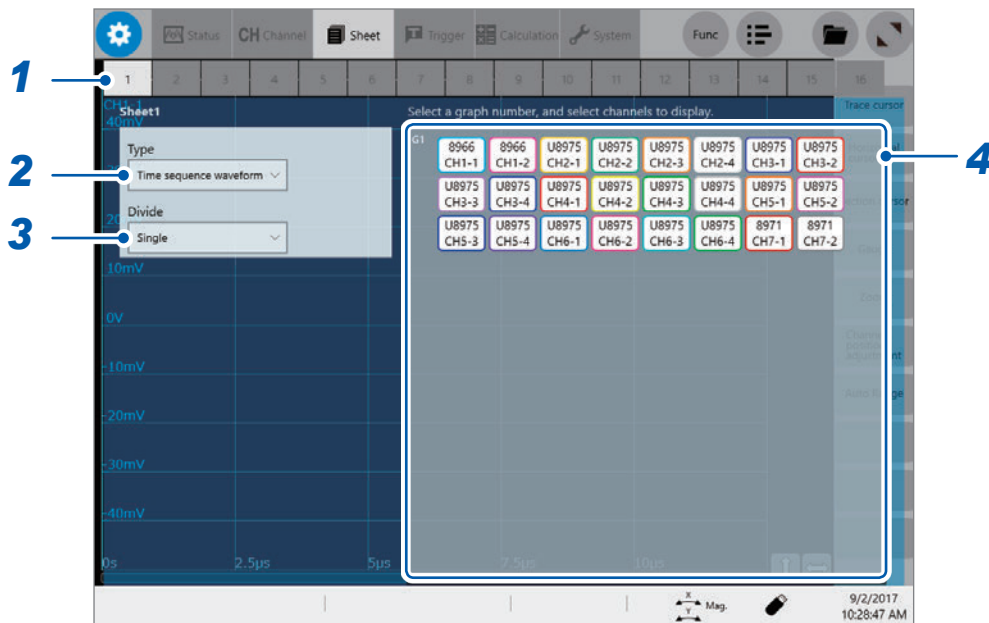 Status CH Channel Sheet Trigger Calculation System Func
1 1 2 3 4 5 6 7 8 9 10 11 12 13 14 15 16
CH1-1
Sheet1 Select a graph number, and select channels to display. Trace cursor
40mV
Type G1 8966 8966 U8975 U8975 U8975 U8975 U8975 U8975
CH1-1 CH1-2 CH2-1 CH2-2 CH2-3 CH2-4 CH3-1 CH3-2 4
2 Time sequence waveform U8975 U8975 U8975 U8975 U8975 U8975 U8975 U8975
CH3-3 CH3-4 CH4-1 CH4-2 CH4-3 CH4-4 CH5-1 CH5-2
Divide
3 Single U8975 U8975 U8975 U8975 U8975 U8975 8971 8971
CH5-3 CH5-4 CH6-1 CH6-2 CH6-3 CH6-4 CH7-1 CH7-2
10mV
0V
-10mV
-20mV
-30mV
-40mV
0s 2.5µs 5µs 7.5µs 10µs
X Y Mag. 9/2/2017
10:28:47 AM